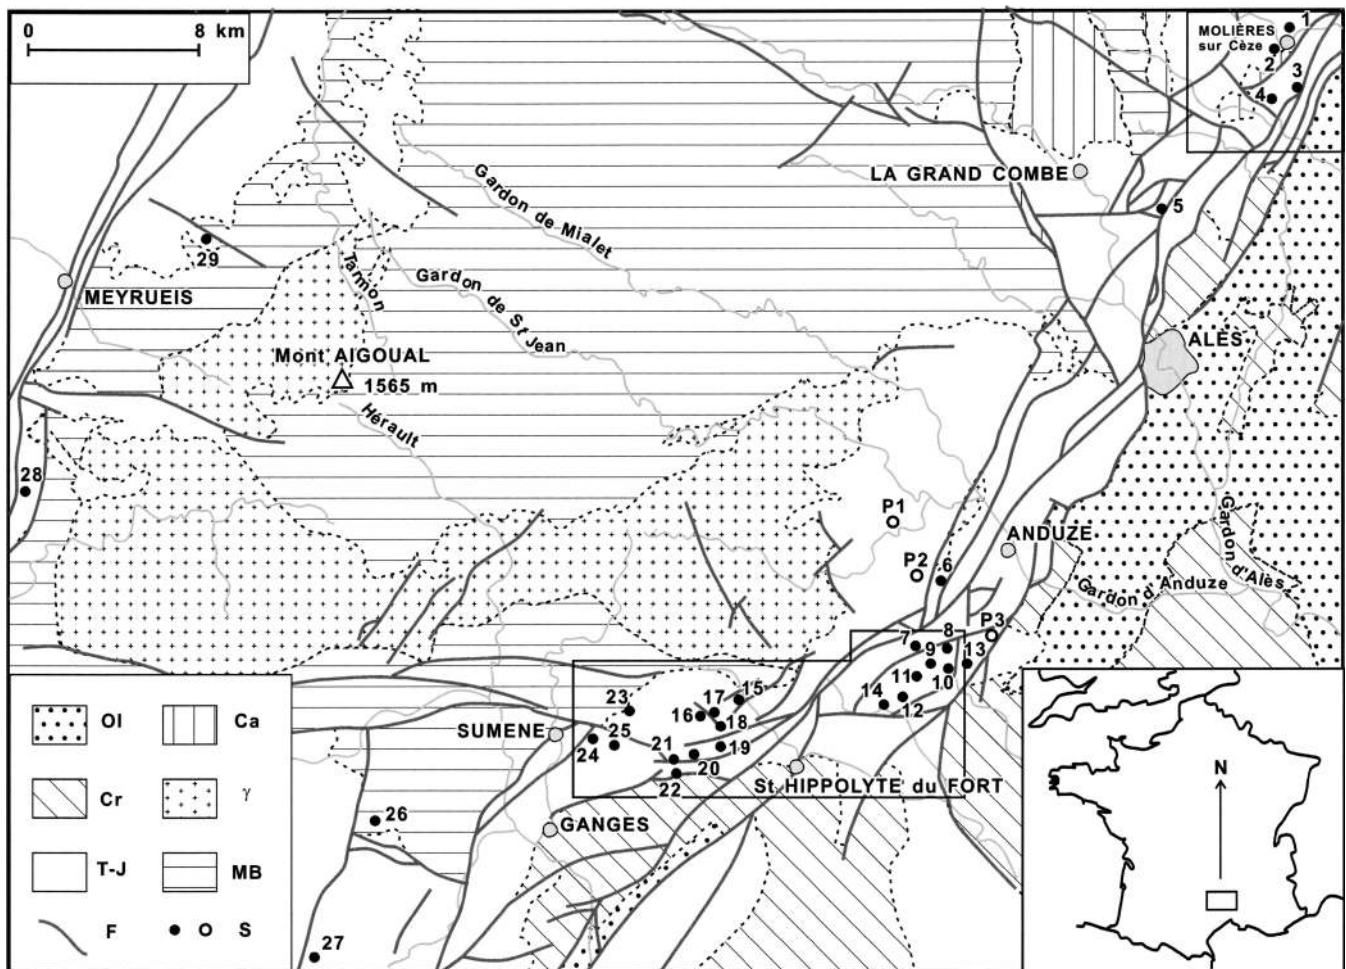 0 8 km
MOLIÈRES
sur Cèze
1
2
3
4
LA GRAND COMBE
5
Gardon de Mialet
Tarnon
Gardon de St Jean
29
MEYRUEIS
ALÈS
Mont AIGOUAL
1565 m
Hérault
28
P1
ANDUZE
P2
6
Gardon d'Alès
Gardon d'Anduze
P3
7
8
9
13
11
10
14
12
15
17
23
16
18
SUMENE
25
21
19
24
20
22
St HIPPOLYTE du FORT
26
GANGES
27
Ol
Ca
Cr
γ
T-J
MB
F
S
N